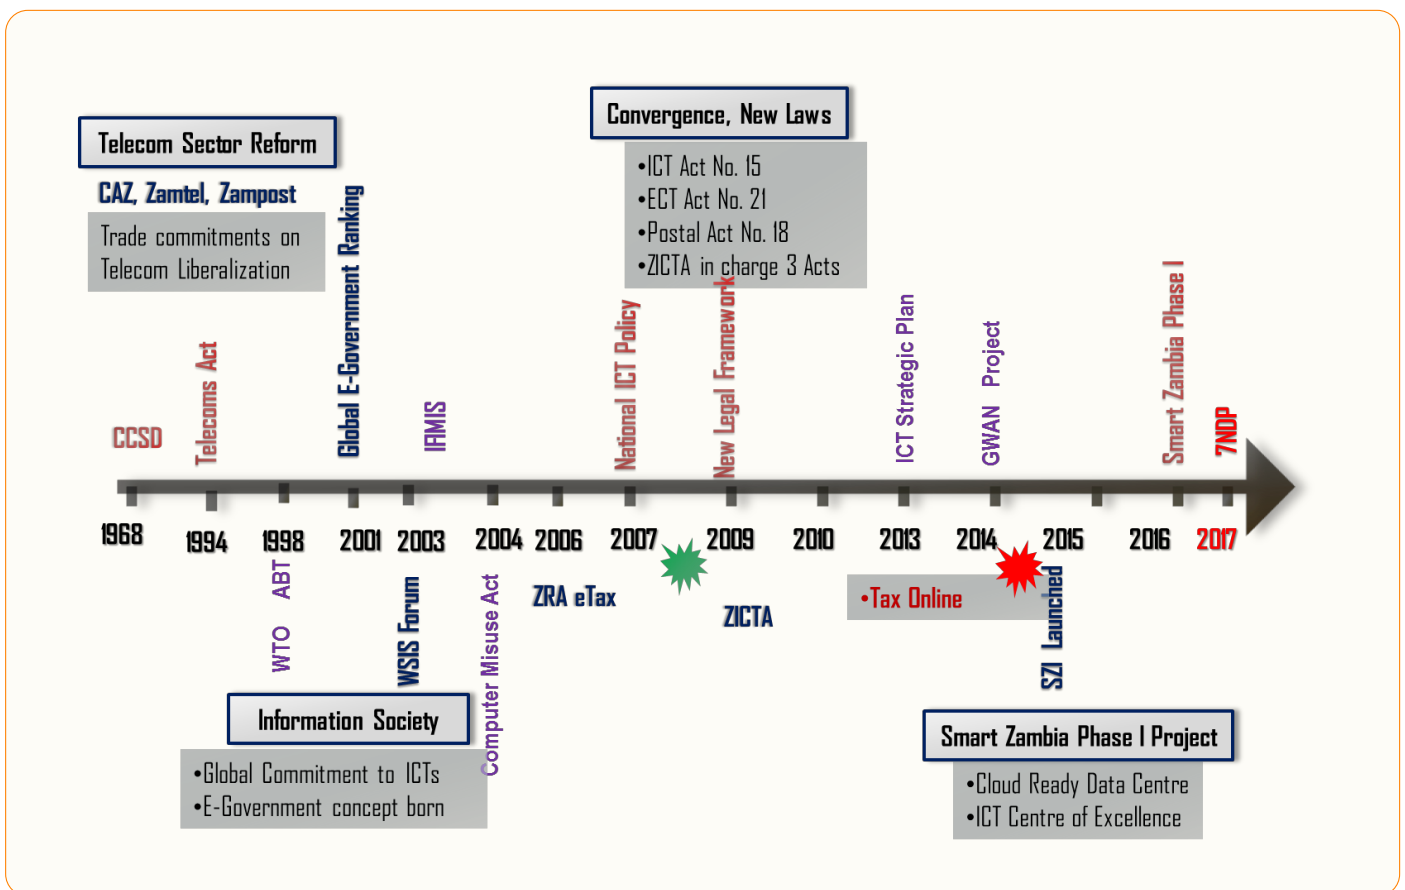 Convergence, New Laws
•ICT Act No. 15
•ECT Act No. 21
•Postal Act No. 18
•ZICTA in charge 3 Acts
Telecom Sector Reform
CAZ, Zamtel, Zampost
Trade commitments on
Telecom Liberalization
CCSD
Telecoms Act
Global E-Government Ranking
IFMIS
National ICT Policy
New Legal Framework
ICT Strategic Plan
GWAN Project
Smart Zambia Phase I
7NDP
1968
1994
1998
2001
2003
2004
2006
2007
2009
2010
2013
2014
2015
2016
2017
WTO ABT
WSIS Forum
Computer Misuse Act
ZRA eTax
ZICTA
•Tax Online
SZI Launched
Information Society
•Global Commitment to ICTs
•E-Government concept born
Smart Zambia Phase I Project
•Cloud Ready Data Centre
•ICT Centre of Excellence